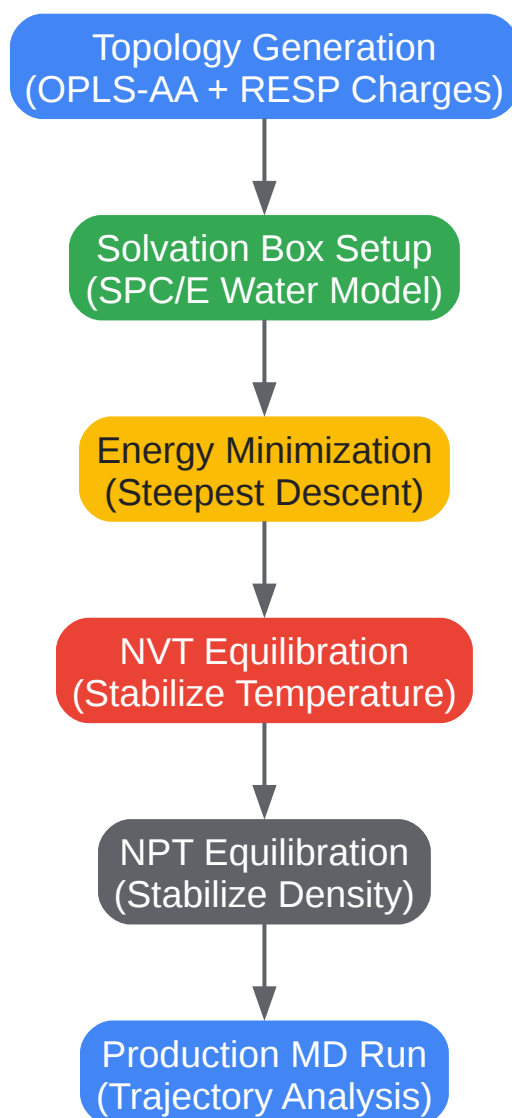 Topology Generation
(OPLS-AA + RESP Charges)
Solvation Box Setup
(SPC/E Water Model)
Energy Minimization
(Steepest Descent)
NVT Equilibration
(Stabilize Temperature)
NPT Equilibration
(Stabilize Density)
Production MD Run
(Trajectory Analysis)